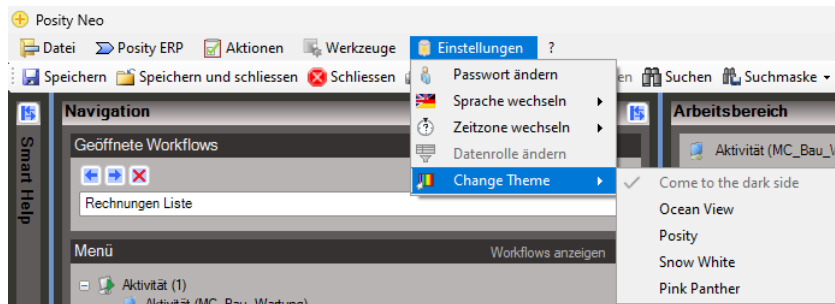 Posity Neo
Datei Posity ERP Aktionen Werkzeuge Einstellungen ?
Speichern Speichern und schliessen Schliessen en Suchen Suchmaske
Passwort ändern
Sprache wechseln
Zeitzone wechseln
Datenrolle ändern
Change Theme
Come to the dark side
Ocean View
Posity
Snow White
Pink Panther
Smart Help
Navigation
Geöffnete Workflows
Rechnungen Liste
Menü Workflows anzeigen
Aktivität (1)
Aktivität (MC_Bau_Wartung)
Arbeitsbereich
Aktivität (MC_Bau_W